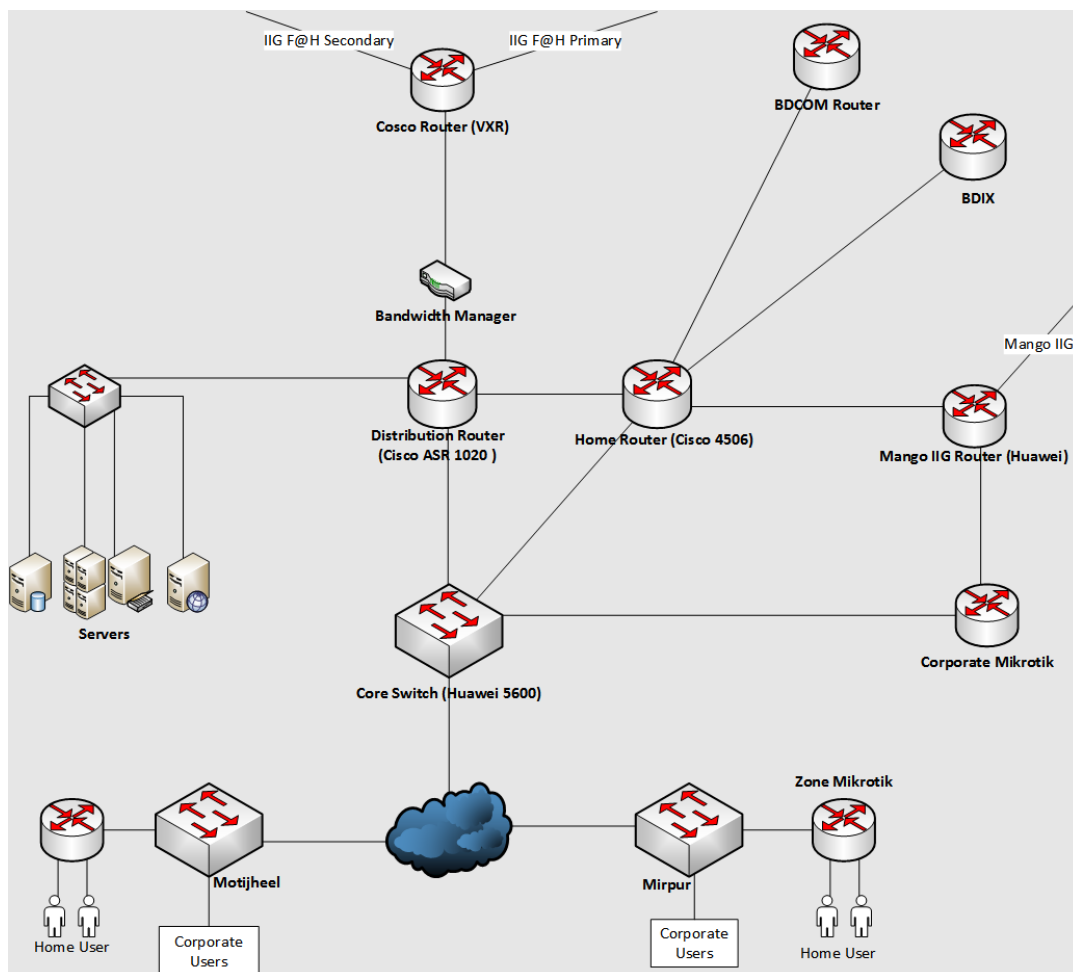 IIG F@H Secondary
IIG F@H Primary
Cosco Router (VXR)
BDCOM Router
BDIX
Bandwidth Manager
Mango IIG
Distribution Router
(Cisco ASR 1020 )
Home Router (Cisco 4506)
Mango IIG Router (Huawei)
Servers
Core Switch (Huawei 5600)
Corporate Mikrotik
Zone Mikrotik
Motijheel
Mirpur
Home User
Corporate
Users
Corporate
Users
Home User